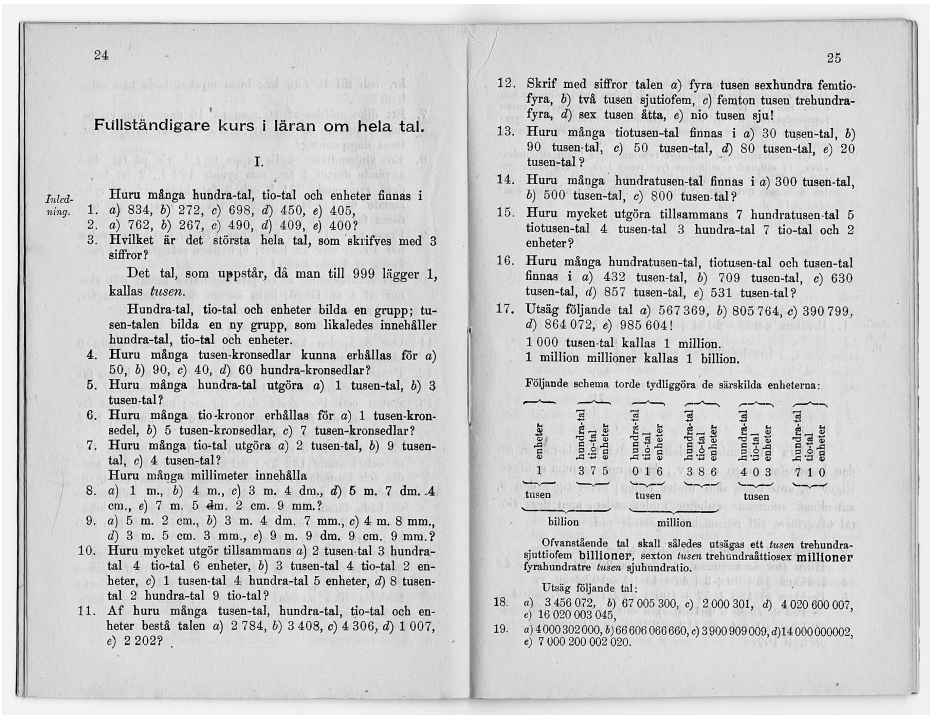 24
Fullständigare kurs i läran om hela tal.
I.
Inled-
ning.
Huru många hundra-tal, tio-tal och enheter finnas i
1. a) 834, b) 272, c) 698, d) 450, e) 405,
2. a) 762, b) 267, c) 490, d) 409, e) 400?
3. Hvilket är det största hela tal, som skrifves med 3
siffror?
Det tal, som uppstår, då man till 999 lägger 1,
kallas tusen.
Hundra-tal, tio-tal och enheter bilda en grupp; tu-
sen-talen bilda en ny grupp, som likaledes innehåller
hundra-tal, tio-tal och enheter.
4. Huru många tusen-kronsedlar kunna erhållas för a)
50, b) 90, c) 40, d) 60 hundra-kronsedlar?
5. Huru många hundra-tal utgöra a) 1 tusen-tal, b) 3
tusen-tal?
6. Huru många tio-kronor erhållas för a) 1 tusen-kron-
sedel, b) 5 tusen-kronsedlar, c) 7 tusen-kronsedlar?
7. Huru många tio-tal utgöra a) 2 tusen-tal, b) 9 tusen-
tal, c) 4 tusen-tal?
Huru många millimeter innehålla
8. a) 1 m., b) 4 m., c) 3 m. 4 dm., d) 5 m. 7 dm. 4
cm., e) 7 m. 5 dm. 2 cm. 9 mm.?
9. a) 5 m. 2 cm., b) 3 m. 4 dm. 7 mm., c) 4 m. 8 mm.,
d) 3 m. 5 cm. 3 mm., e) 9 m. 9 dm. 9 cm. 9 mm.?
10. Huru mycket utgör tillsammans a) 2 tusen-tal 3 hundra-
tal 4 tio-tal 6 enheter, b) 3 tusen-tal 4 tio-tal 2 en-
heter, c) 1 tusen-tal 4 hundra-tal 5 enheter, d) 8 tusen-
tal 2 hundra-tal 9 tio-tal?
11. Af huru många tusen-tal, hundra-tal, tio-tal och en-
heter bestå talen a) 2 784, b) 3 408, c) 4 306, d) 1 007,
e) 2 202?
25
12. Skrif med siffror talen a) fyra tusen sexhundra femtio-
fyra, b) två tusen sjutiofem, c) femton tusen trehundra-
fyra, d) sex tusen åtta, e) nio tusen sju!
13. Huru många tiotusen-tal finnas i a) 30 tusen-tal, b)
90 tusen-tal, c) 50 tusen-tal, d) 80 tusen-tal, e) 20
tusen-tal?
14. Huru många hundratusen-tal finnas i a) 300 tusen-tal,
b) 500 tusen-tal, c) 800 tusen-tal?
15. Huru mycket utgöra tillsammans 7 hundratusen-tal 5
tiotusen-tal 4 tusen-tal 3 hundra-tal 7 tio-tal och 2
enheter?
16. Huru många hundratusen-tal, tiotusen-tal och tusen-tal
finnas i a) 432 tusen-tal, b) 709 tusen-tal, c) 630
tusen-tal, d) 857 tusen-tal, e) 531 tusen-tal?
17. Utsäg följande tal a) 567 369, b) 805 764, c) 390 799,
d) 864 072, e) 985 604!
1 000 tusen-tal kallas 1 million.
1 million millioner kallas 1 billion.
Följande schema torde tydliggöra de särskilda enheterna:
enheter hundra-tal tio-tal enheter hundra-tal tio-tal enheter hundra-tal tio-tal enheter hundra-tal tio-tal enheter hundra-tal tio-tal enheter
1 3 7 5 0 1 6 3 8 6 4 0 3 7 1 0
tusen tusen tusen
billion million
Ofvanstående tal skall således utsägas ett tusen trehundra-
sjuttiofem billioner, sexton tusen trehundraåttiosex millioner
fyrahundratre tusen sjuhundratio.
Utsäg följande tal:
18. a) 3 456 072, b) 67 005 300, c) 2 000 301, d) 4 020 600 007,
e) 16 020 003 045,
19. a) 4 000 302 000, b) 66 606 066 660, c) 3 900 909 009, d) 14 000 000 002,
e) 7 000 200 002 020.